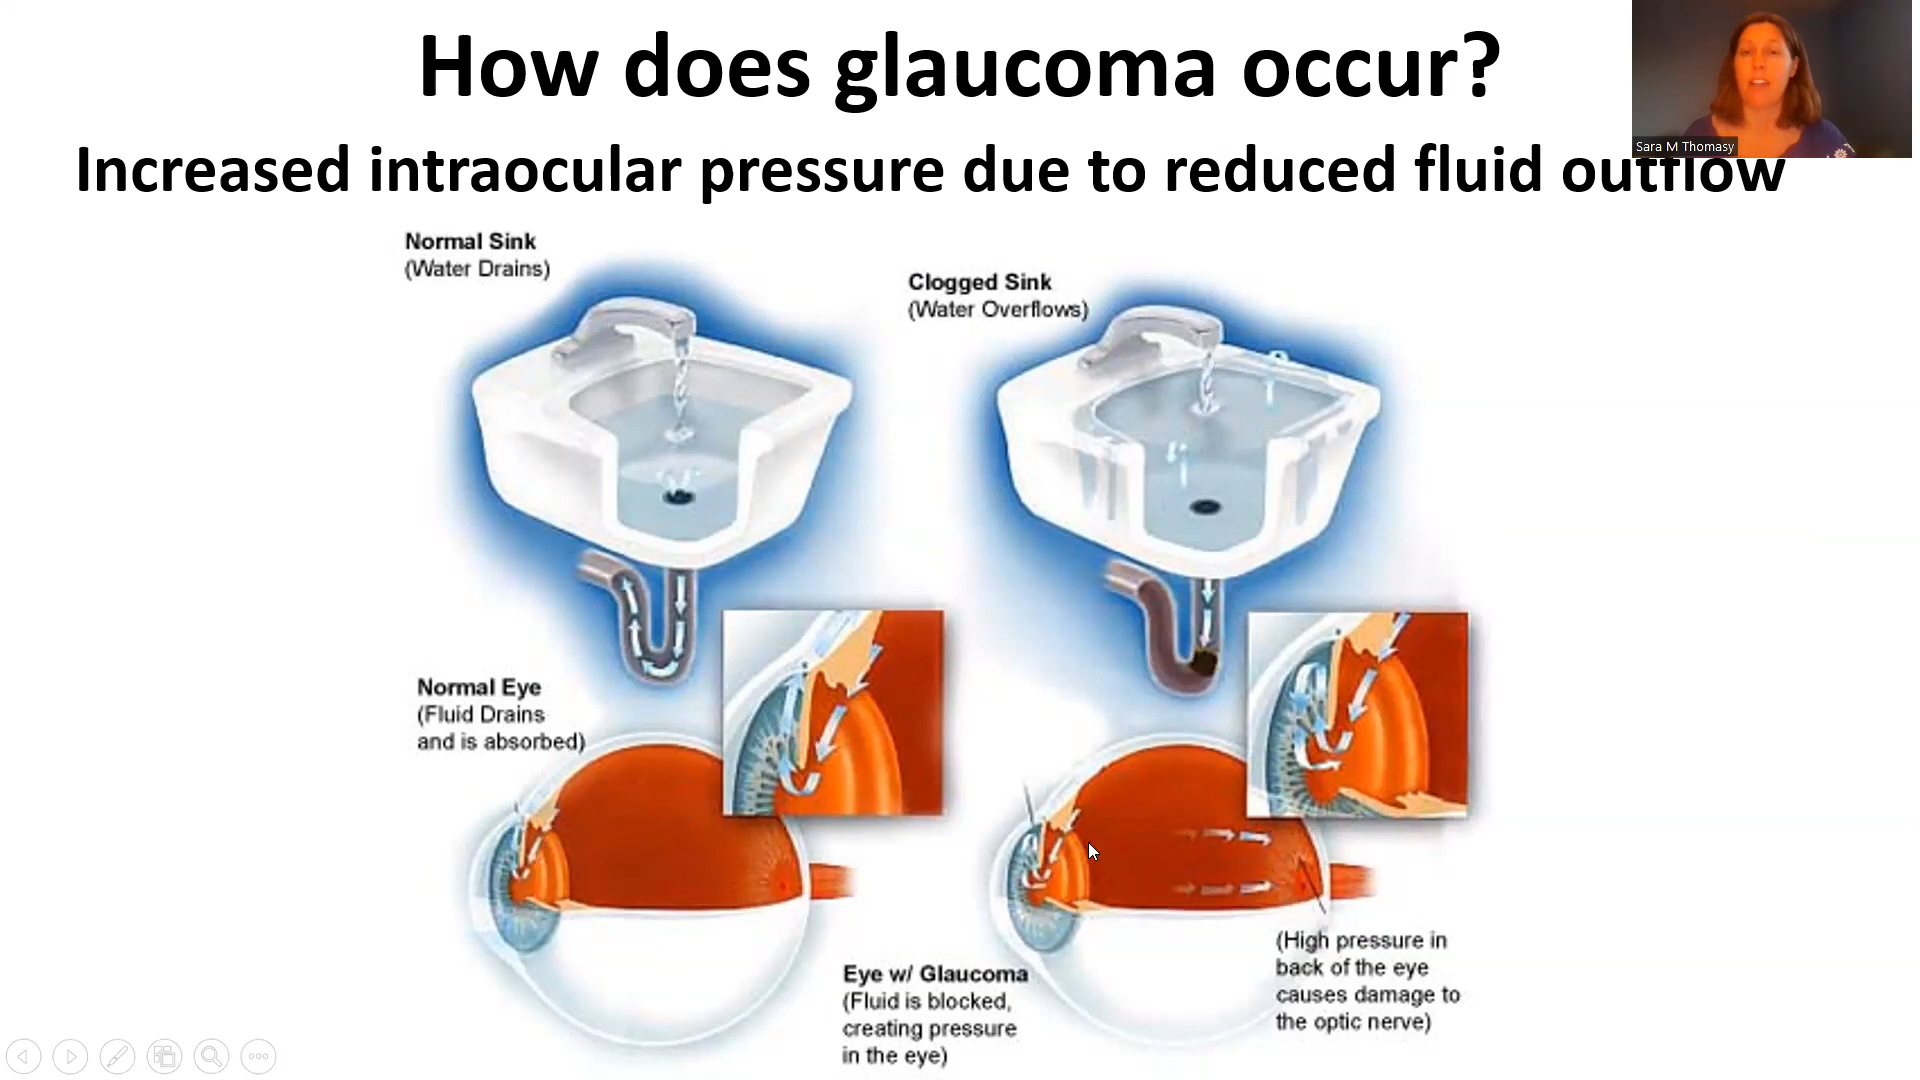 How does glaucoma occur?
Sara M Thomasy
Increased intraocular pressure due to reduced fluid outflow
Normal Sink
(Water Drains)
Clogged Sink
(Water Overflows)
Normal Eye
(Fluid Drains
and is absorbed)
Eye w/ Glaucoma
(Fluid is blocked,
creating pressure
in the eye)
(High pressure in
back of the eye
causes damage to
the optic nerve)